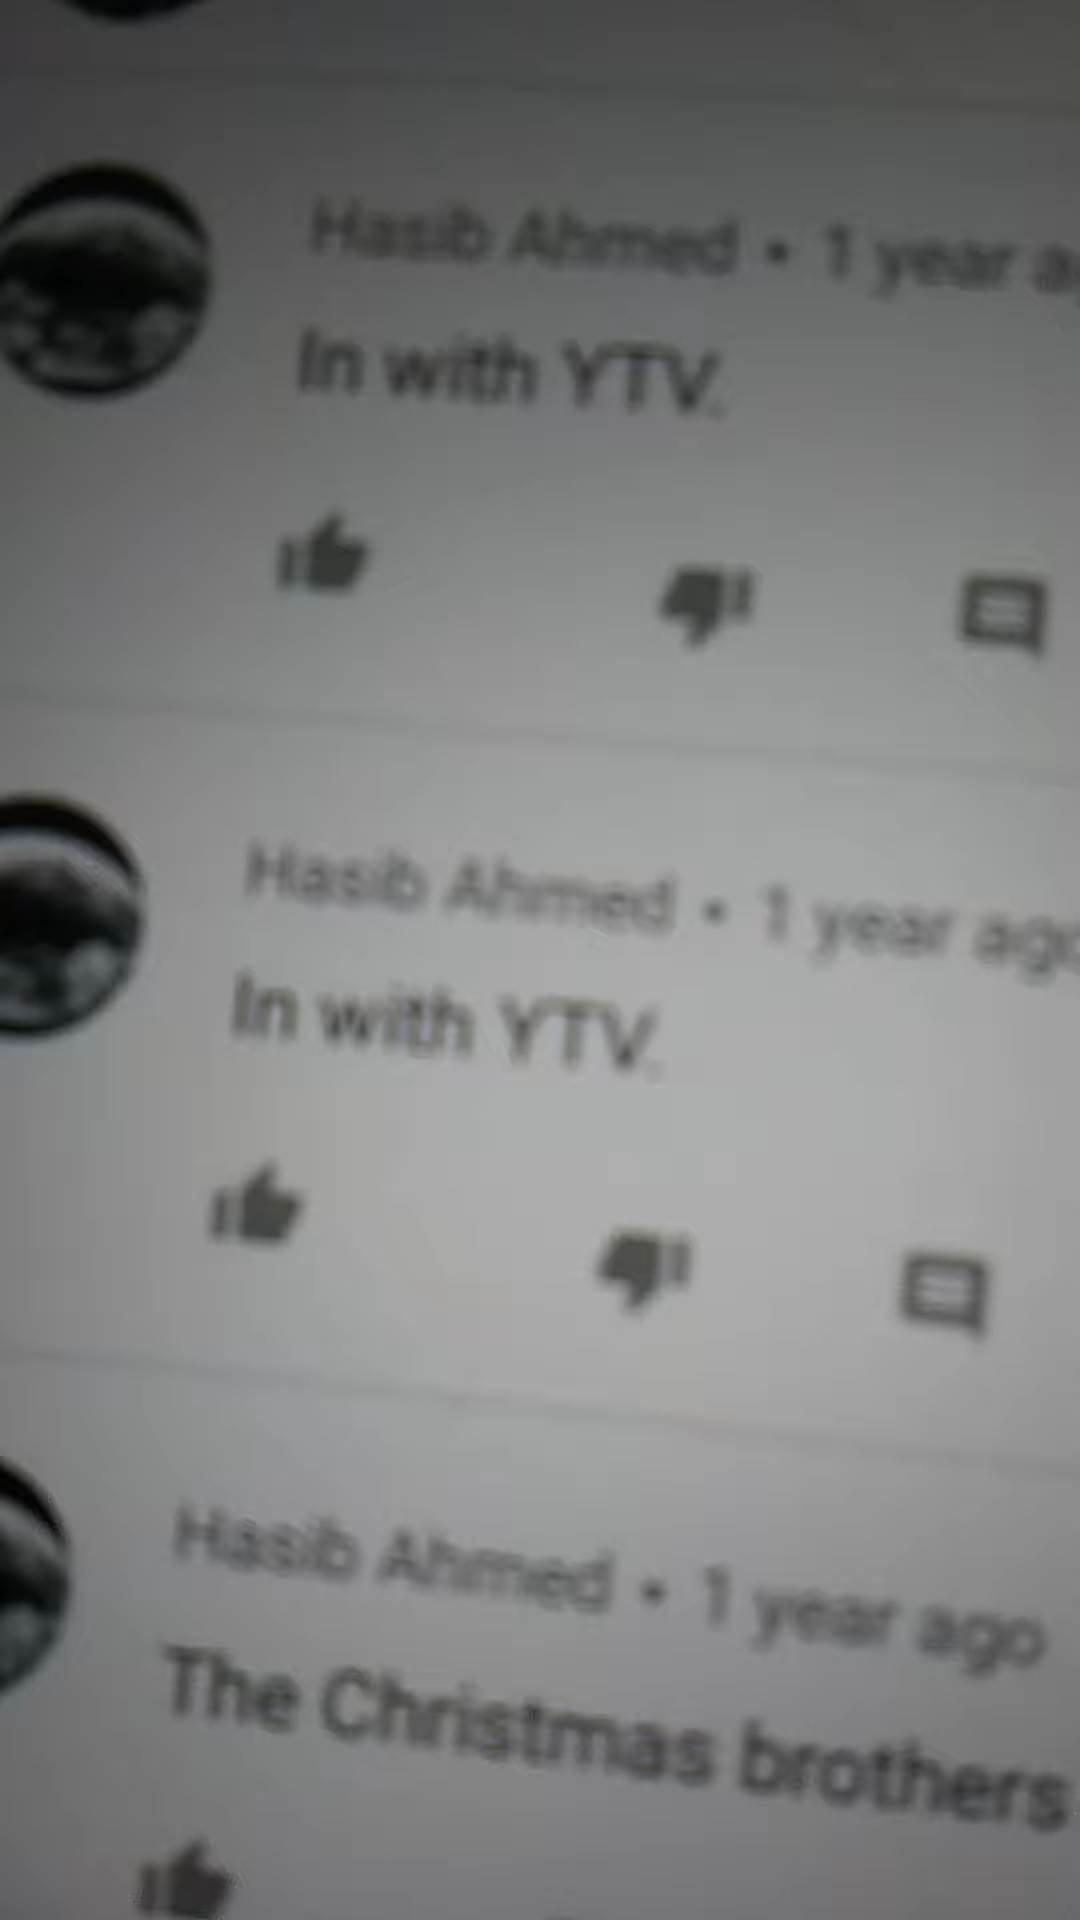 Hasib Ahmed • 1 year a
In with YTV.
Hasib Ahmed • 1 year ago
In with YTV.
Hasib Ahmed • 1 year ago
The Christmas brothers